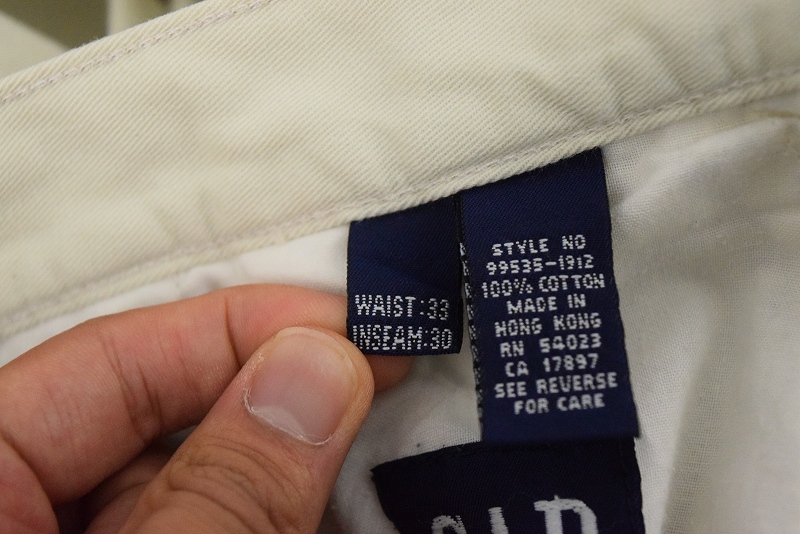 WAIST:33
INSEAM:30
STYLE NO
99535-1912
100% COTTON
MADE IN
HONG KONG
RN 54023
CA 17897
SEE REVERSE
FOR CARE